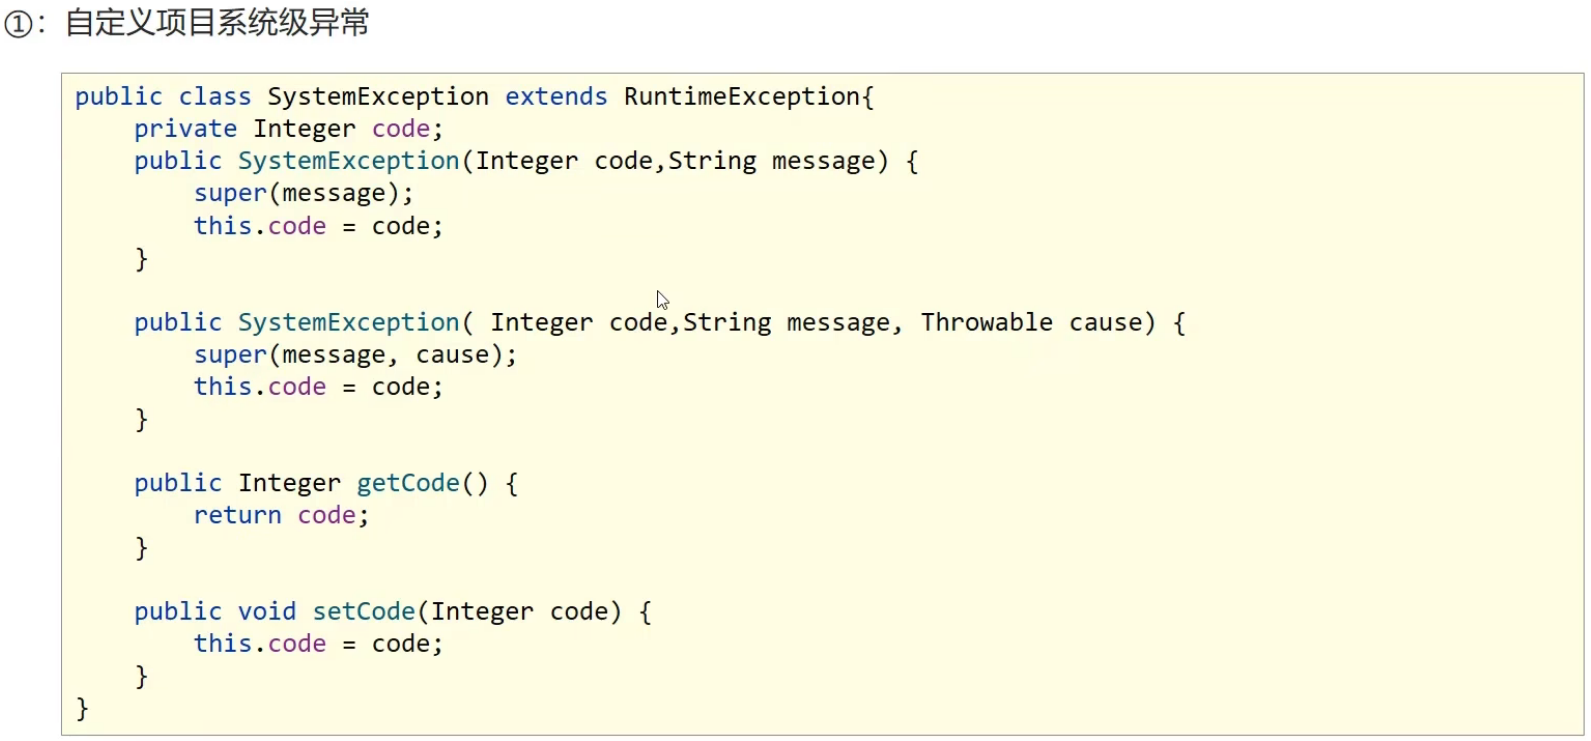 ①：自定义项目系统级异常
public class SystemException extends RuntimeException{
    private Integer code;
    public SystemException(Integer code,String message) {
        super(message);
        this.code = code;
    }
    public SystemException( Integer code,String message, Throwable cause) {
        super(message, cause);
        this.code = code;
    }
    public Integer getCode() {
        return code;
    }
    public void setCode(Integer code) {
        this.code = code;
    }
}